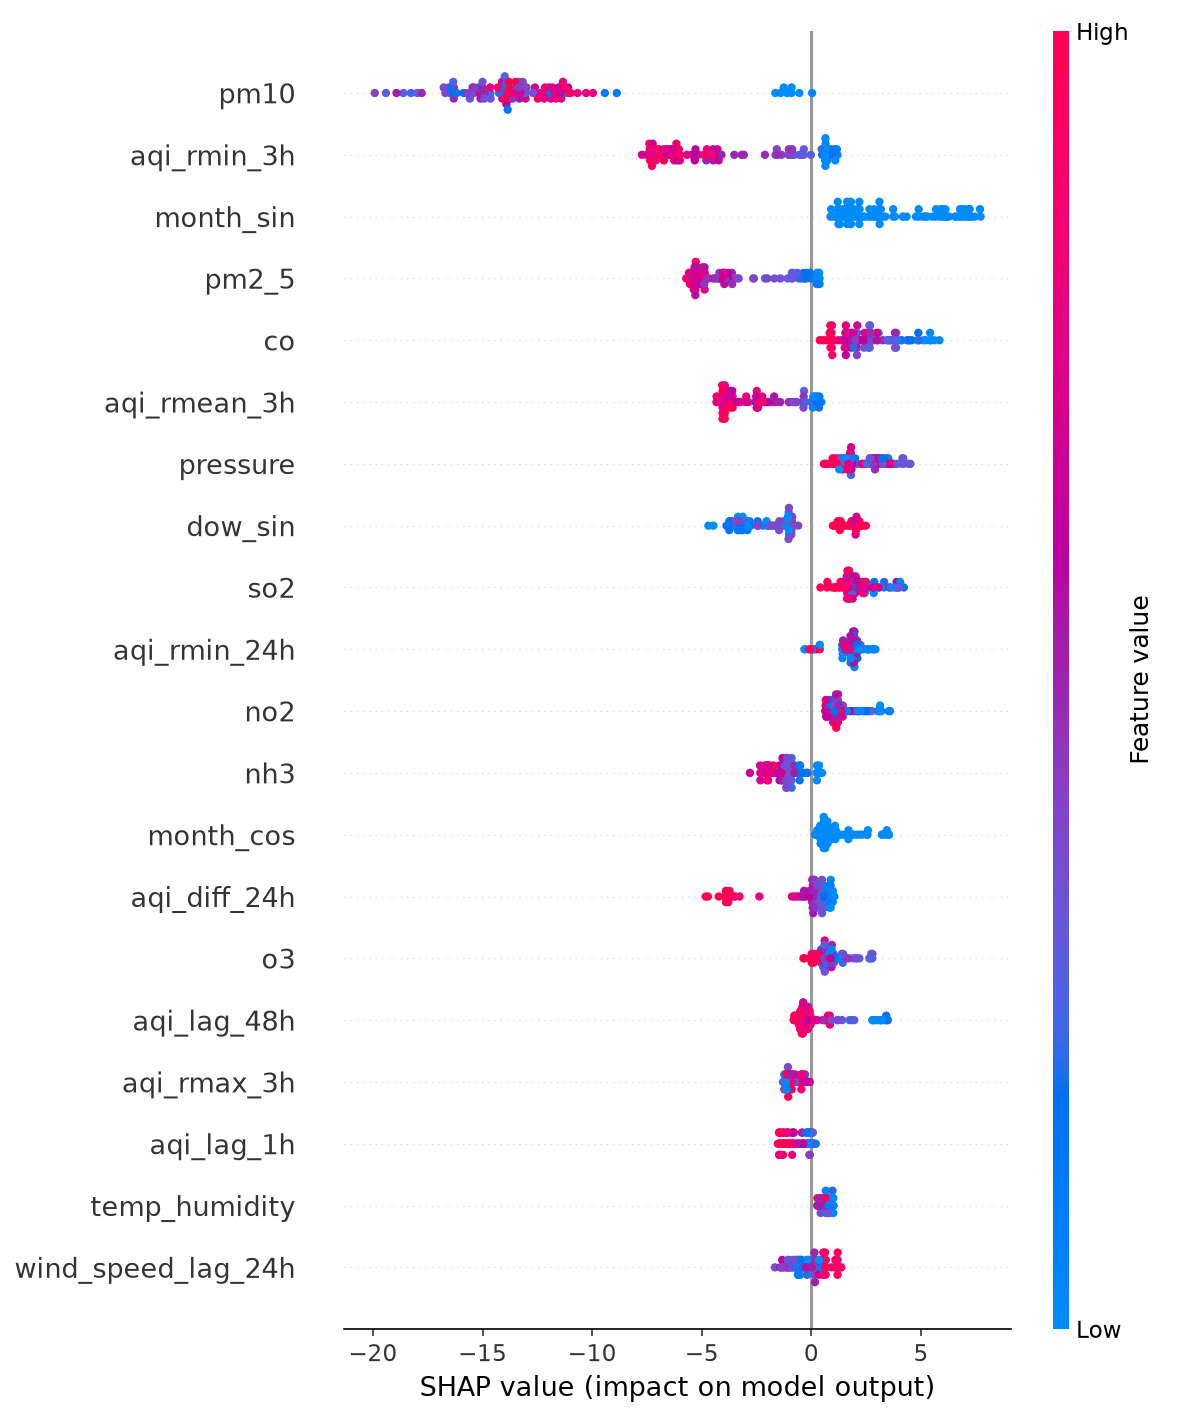 High
pm10
aqi_rmin_3h
month_sin
pm2_5
co
aqi_rmean_3h
pressure
dow_sin
so2
aqi_rmin_24h
no2
nh3
month_cos
aqi_diff_24h
o3
aqi_lag_48h
aqi_rmax_3h
aqi_lag_1h
temp_humidity
wind_speed_lag_24h
Feature value
Low
−20 −15 −10 −5 0 5
SHAP value (impact on model output)